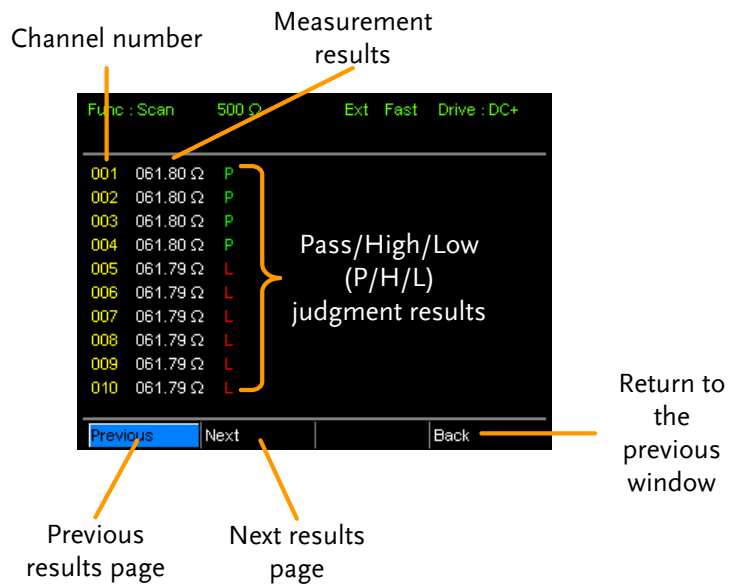 Channel number
Measurement
results
Func : Scan 500 Ω Ext Fast Drive : DC+
001 061.80 Ω P
002 061.80 Ω P
003 061.80 Ω P
004 061.80 Ω P
005 061.79 Ω L
006 061.79 Ω L
007 061.79 Ω L
008 061.79 Ω L
009 061.79 Ω L
010 061.79 Ω L
Pass/High/Low
(P/H/L)
judgment results
Previous Next Back
Return to
the
previous
window
Previous
results page
Next results
page